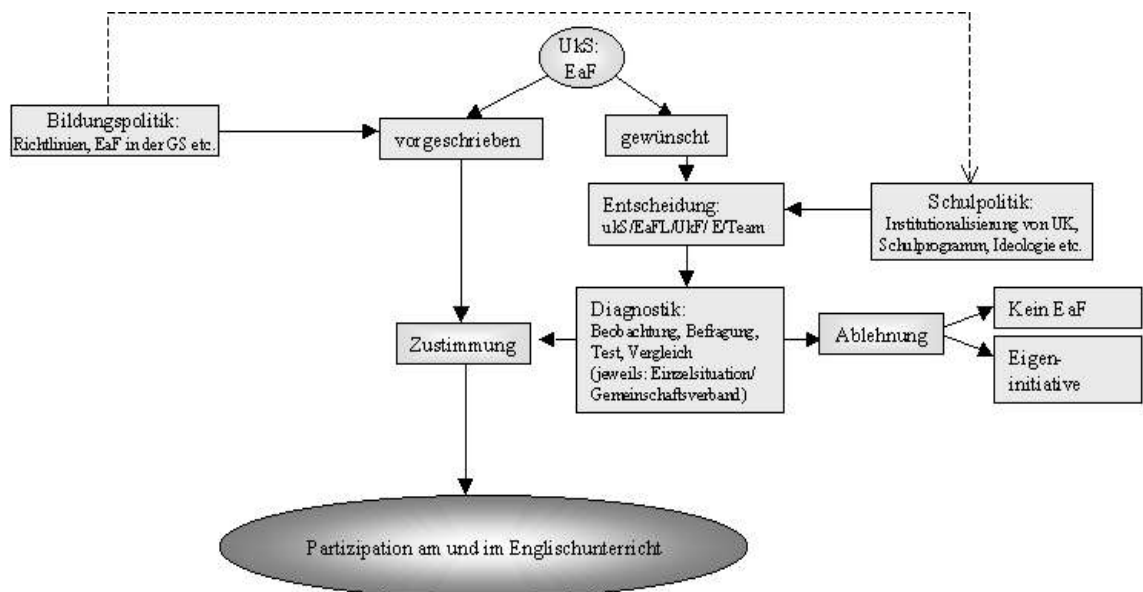 UkS:
EaF
Bildungspolitik:
Richtlinien, EaF in der GS etc.
vorgeschrieben
gewünscht
Entscheidung:
ukS/EaFL/UkF/ E/Team
Schulpolitik:
Institutionalisierung von UK,
Schulprogramm, Ideologie etc.
Diagnostik:
Beobachtung, Befragung,
Test, Vergleich
(jeweils: Einzelsituation/
Gemeinschaftsverband)
Zustimmung
Ablehnung
Kein EaF
Eigen-
initiative
Partizipation am und im Englischunterricht